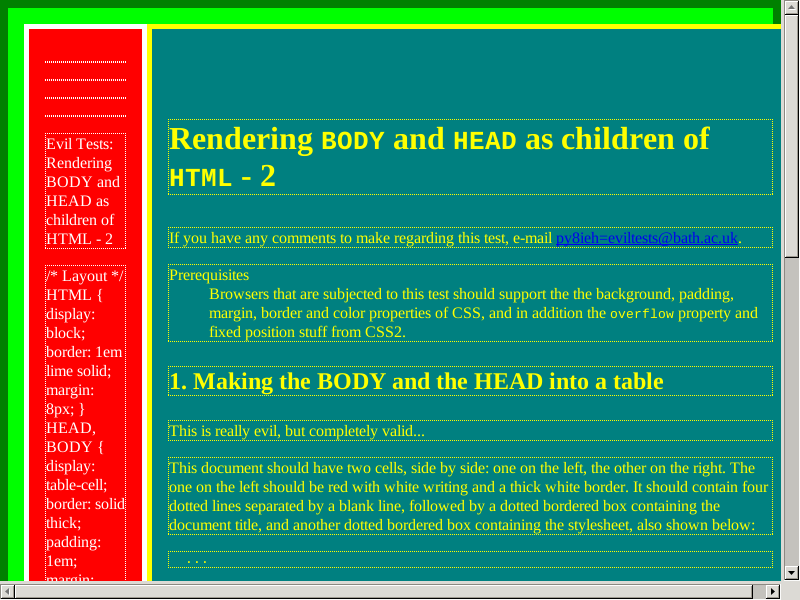 Evil Tests:
Rendering
BODY and
HEAD as
children of
HTML - 2
/* Layout */
HTML {
display:
block;
border: 1em
lime solid;
margin:
8px; }
HEAD,
BODY {
display:
table-cell;
border: solid
thick;
padding:
1em;
margin:
Rendering BODY and HEAD as children of
HTML - 2
If you have any comments to make regarding this test, e-mail py8ieh=eviltests@bath.ac.uk.
Prerequisites
Browsers that are subjected to this test should support the the background, padding,
margin, border and color properties of CSS, and in addition the overflow property and
fixed position stuff from CSS2.
1. Making the BODY and the HEAD into a table
This is really evil, but completely valid...
This document should have two cells, side by side: one on the left, the other on the right. The
one on the left should be red with white writing and a thick white border. It should contain four
dotted lines separated by a blank line, followed by a dotted bordered box containing the
document title, and another dotted bordered box containing the stylesheet, also shown below:
. . .